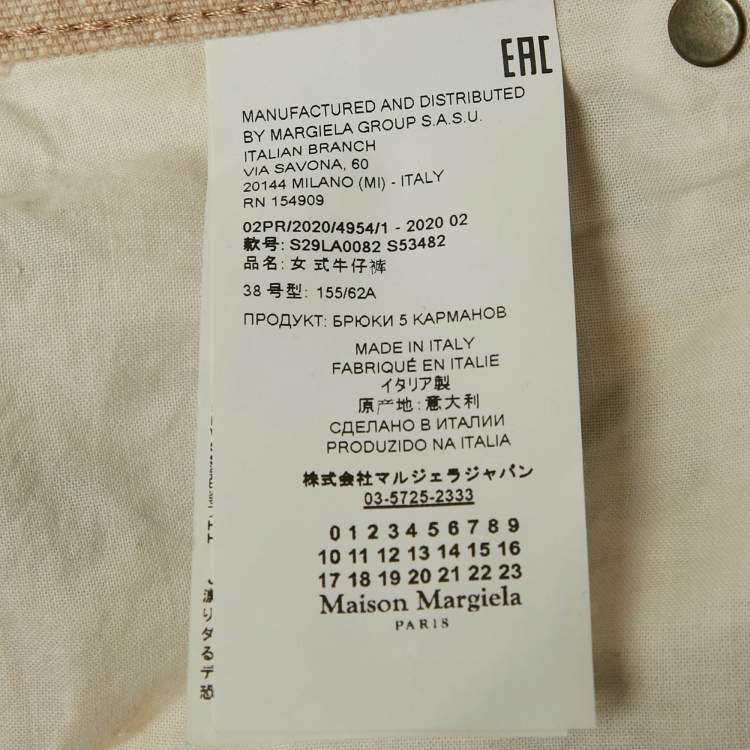 EAC
MANUFACTURED AND DISTRIBUTED
BY MARGIELA GROUP S.A.S.U.
ITALIAN BRANCH
VIA SAVONA, 60
20144 MILANO (MI) - ITALY
RN 154909
02PR/2020/4954/1 - 2020 02
款号: S29LA0082 S53482
品名: 女 式牛仔裤
38 号型: 155/62A
ПРОДУКТ: БРЮКИ 5 КАРМАНОВ
MADE IN ITALY
FABRIQUÉ EN ITALIE
イタリア製
原产地: 意大利
СДЕЛАНО В ИТАЛИИ
PRODUZIDO NA ITALIA
株式会社マルジェラジャパン
03-5725-2333
0 1 2 3 4 5 6 7 8 9
10 11 12 13 14 15 16
17 18 19 20 21 22 23
Maison Margiela
PARIS